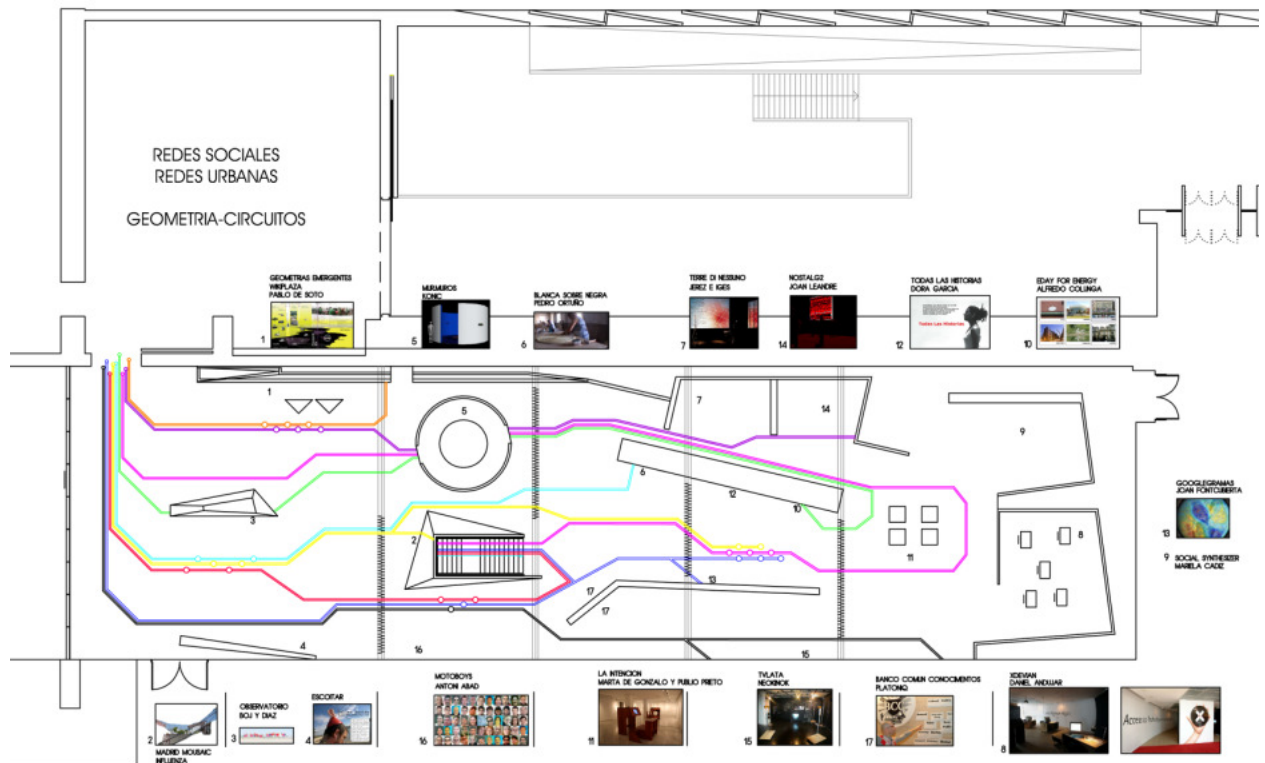 REDES SOCIALES
REDES URBANAS
GEOMETRIA-CIRCUITOS
GEOMETRIAS EMERGENTES
WIKIPLAZA
PABLO DE SOTO
1
MURMUROS
KONIC
5
BLANCA SOBRE NEGRA
PEDRO ORTUÑO
6
TERRE DI NESSUNO
JEREZ E IGES
7
NOSTALG2
JOAN LEANDRE
14
TODAS LAS HISTORIAS
DORA GARCIA
Todas Las Historias
12
EDAY FOR ENERGY
ALFREDO COLUNGA
10
1
5
7
14
9
6
12
10
3
2
11
8
13
17
17
4
16
15
GOOGLEGRAMAS
JOAN FONTCUBERTA
13
9 SOCIAL SYNTHESIZER
MARIELA CADIZ
2
MADRID MOUSAIC
INFLUENZA
OBSERVATORIO
BOJ Y DIAZ
3
ESCOITAR
4
MOTOBOYS
ANTONI ABAD
16
LA INTENCION
MARTA DE GONZALO Y PUBLIO PRIETO
11
TVLATA
NEOKINOK
15
BANCO COMUN CONOCIMIENTOS
PLATONIQ
17
XDEVIAN
DANIEL ANDUJAR
8